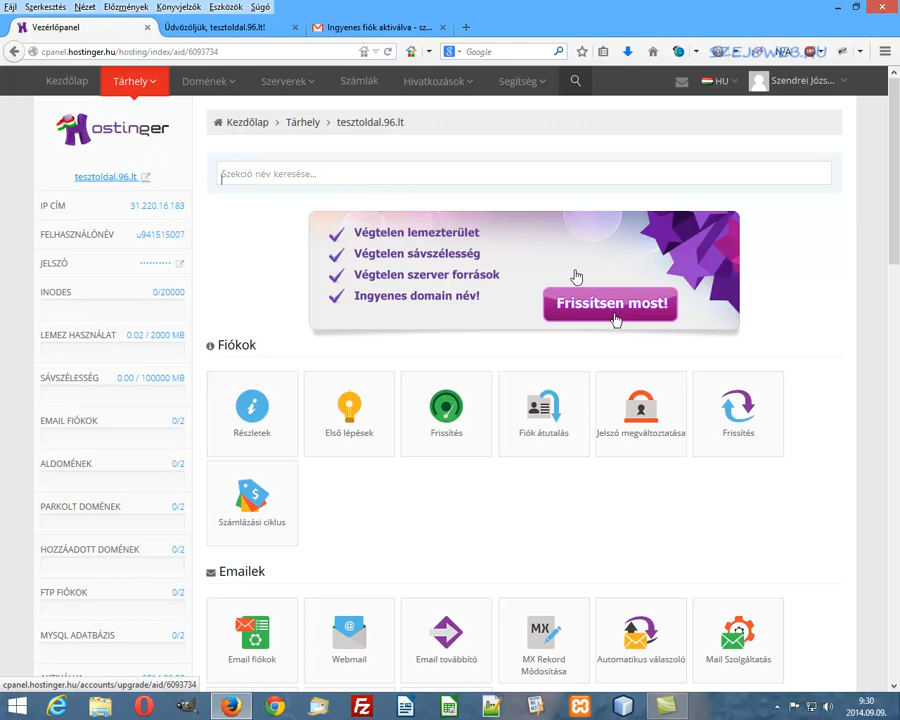 Fájl Szerkesztés Nézet Előzmények Könyvjelzők Eszközök Súgó
Vezérlőpanel
Üdvözöljük, tesztoldal.96.lt!
Ingyenes fiók aktiválva - sz...
cpanel.hostinger.hu/hosting/index/aid/6093734
Google
Kezdőlap Tárhely Domének Szerverek Számlák Hivatkozások Segítség HU Szendrei Józs...
ostinger
Kezdőlap > Tárhely > tesztoldal.96.lt
tesztoldal.96.lt
Szekció név keresése...
IP CÍM 31.220.16.183
FELHASZNÁLÓNÉV u941515007
JELSZÓ ··········
INODES 0/20000
LEMEZ HASZNÁLAT 0.02 / 2000 MB
SÁVSZÉLESSÉG 0.00 / 100000 MB
EMAIL FIÓKOK 0/2
ALDOMÉNEK 0/2
PARKOLT DOMÉNEK 0/2
HOZZÁADOTT DOMÉNEK 0/2
FTP FIÓKOK 0/2
MYSQL ADATBÁZIS 0/2
Végtelen lemezterület
Végtelen sávszélesség
Végtelen szerver források
Ingyenes domain név!
Frissítsen most!
Fiókok
Részletek
Első lépések
Frissítés
Fiók átutalás
Jelszó megváltoztatása
Frissítés
Számlázási ciklus
Emailek
Email fiókok
Webmail
Email továbbító
MX
MX Rekord
Módosítása
Automatikus válaszoló
Mail Szolgáltatás
cpanel.hostinger.hu/accounts/upgrade/aid/6093734
9:30
2014.09.09.